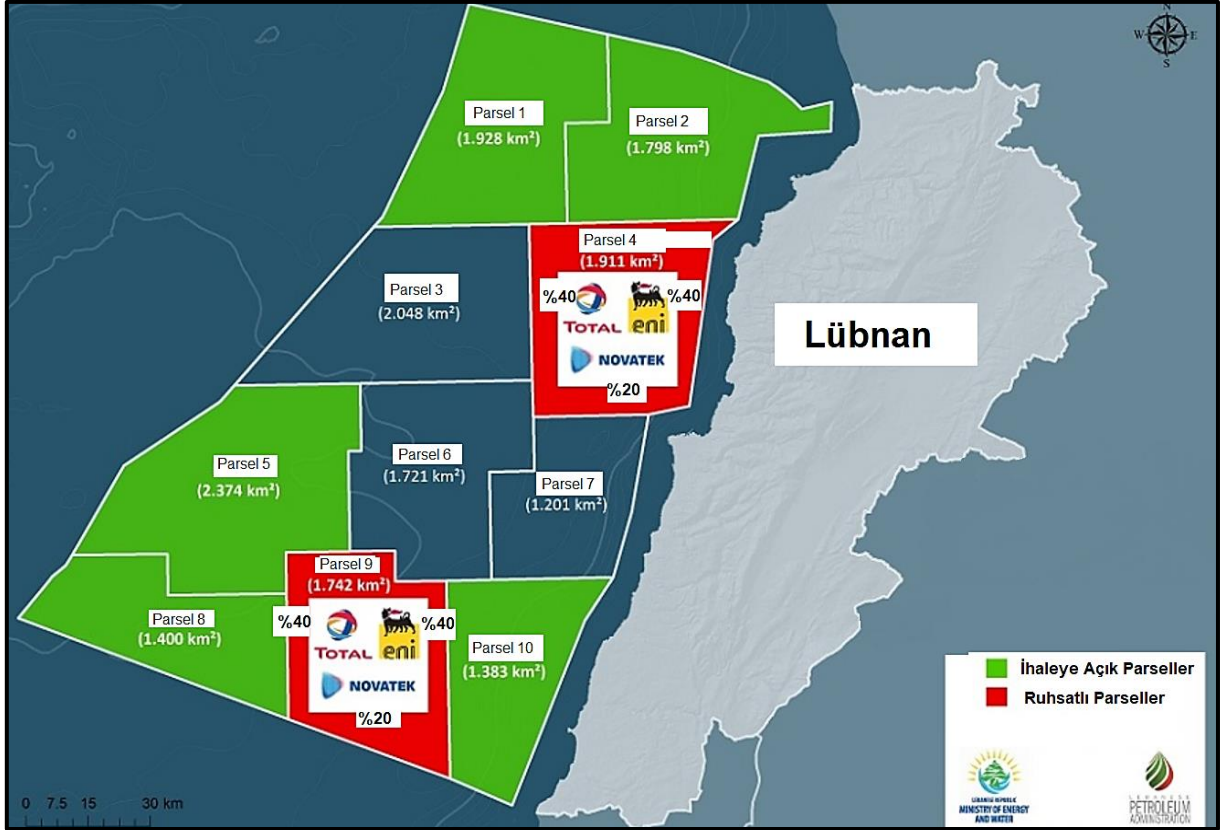 N
W
E
S
Parsel 1
(1.928 km²)
Parsel 2
(1.798 km²)
Parsel 4
(1.911 km²)
%40
%40
TOTAL
eni
NOVATEK
%20
Parsel 3
(2.048 km²)
Lübnan
Parsel 5
(2.374 km²)
Parsel 6
(1.721 km²)
Parsel 7
(1.201 km²)
Parsel 9
(1.742 km²)
%40
%40
TOTAL
eni
NOVATEK
%20
Parsel 8
(1.400 km²)
Parsel 10
(1.383 km²)
İhaleye Açık Parseller
Ruhsatlı Parseller
LEBANESE REPUBLIC
MINISTRY OF ENERGY
AND WATER
LEBANESE
PETROLEUM
ADMINISTRATION
0 7.5 15 30 km